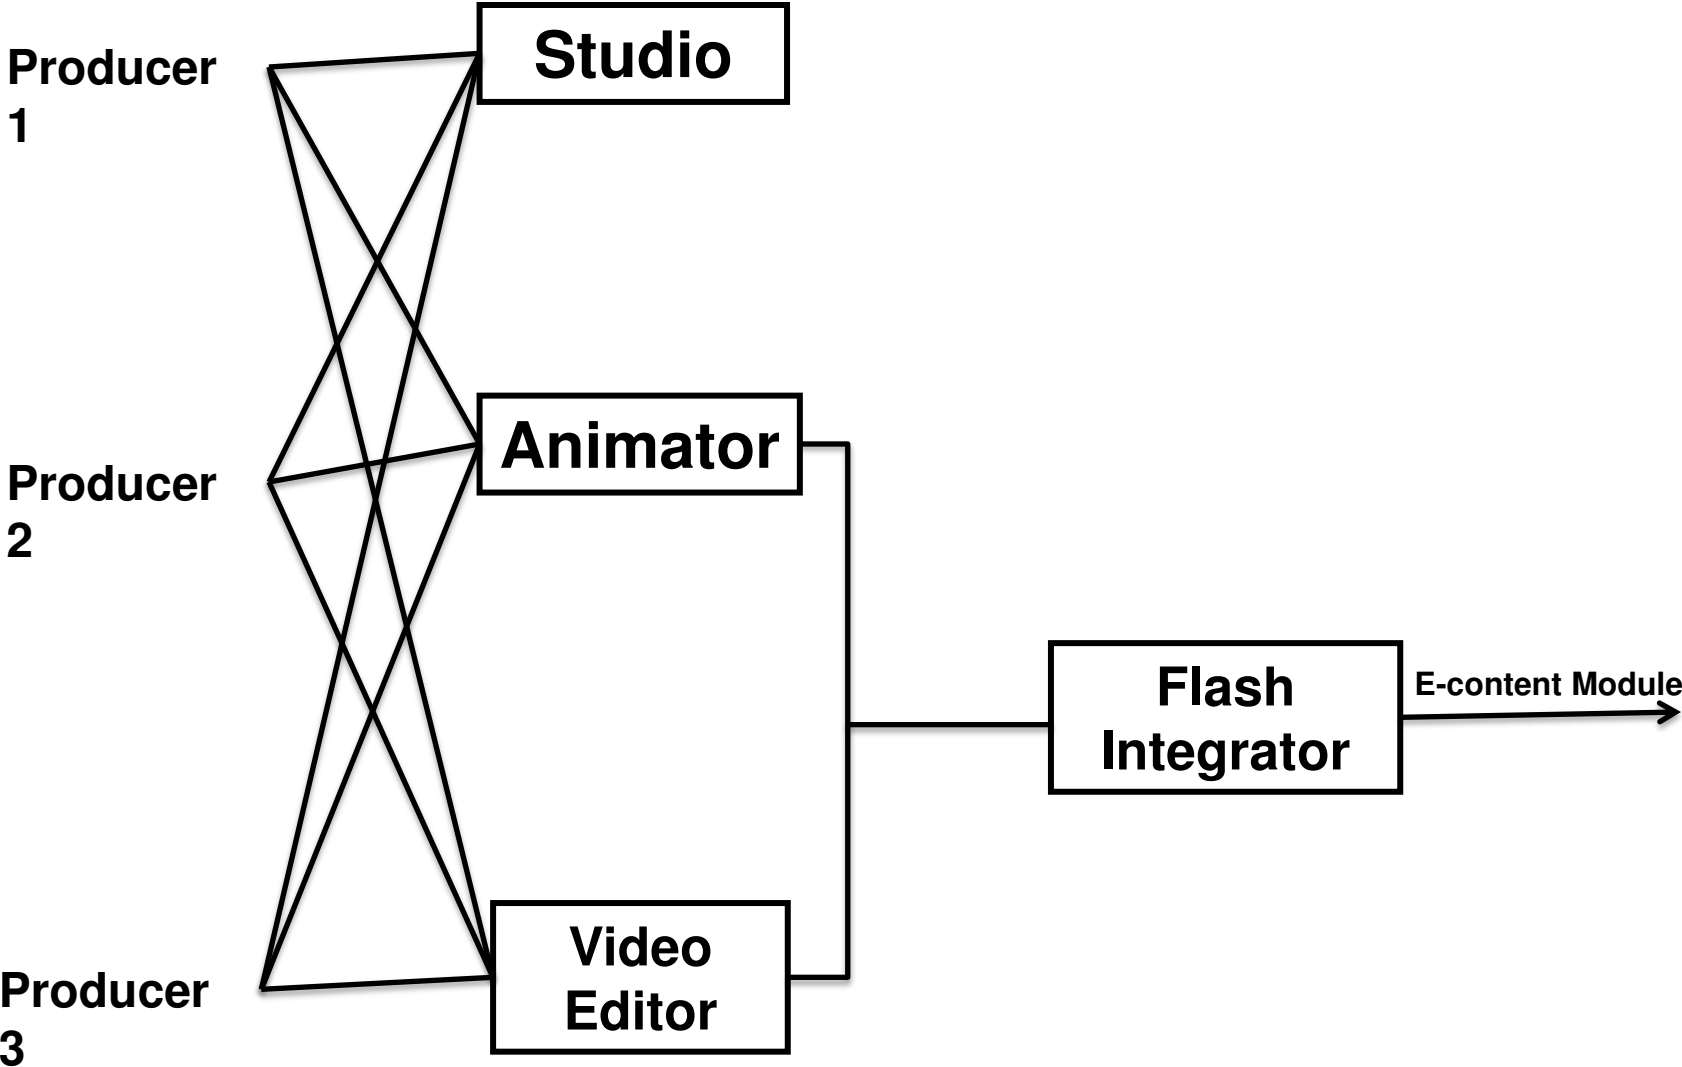 Producer
1
Studio
Producer
2
Animator
Flash
Integrator
E-content Module
Video
Editor
Producer
3